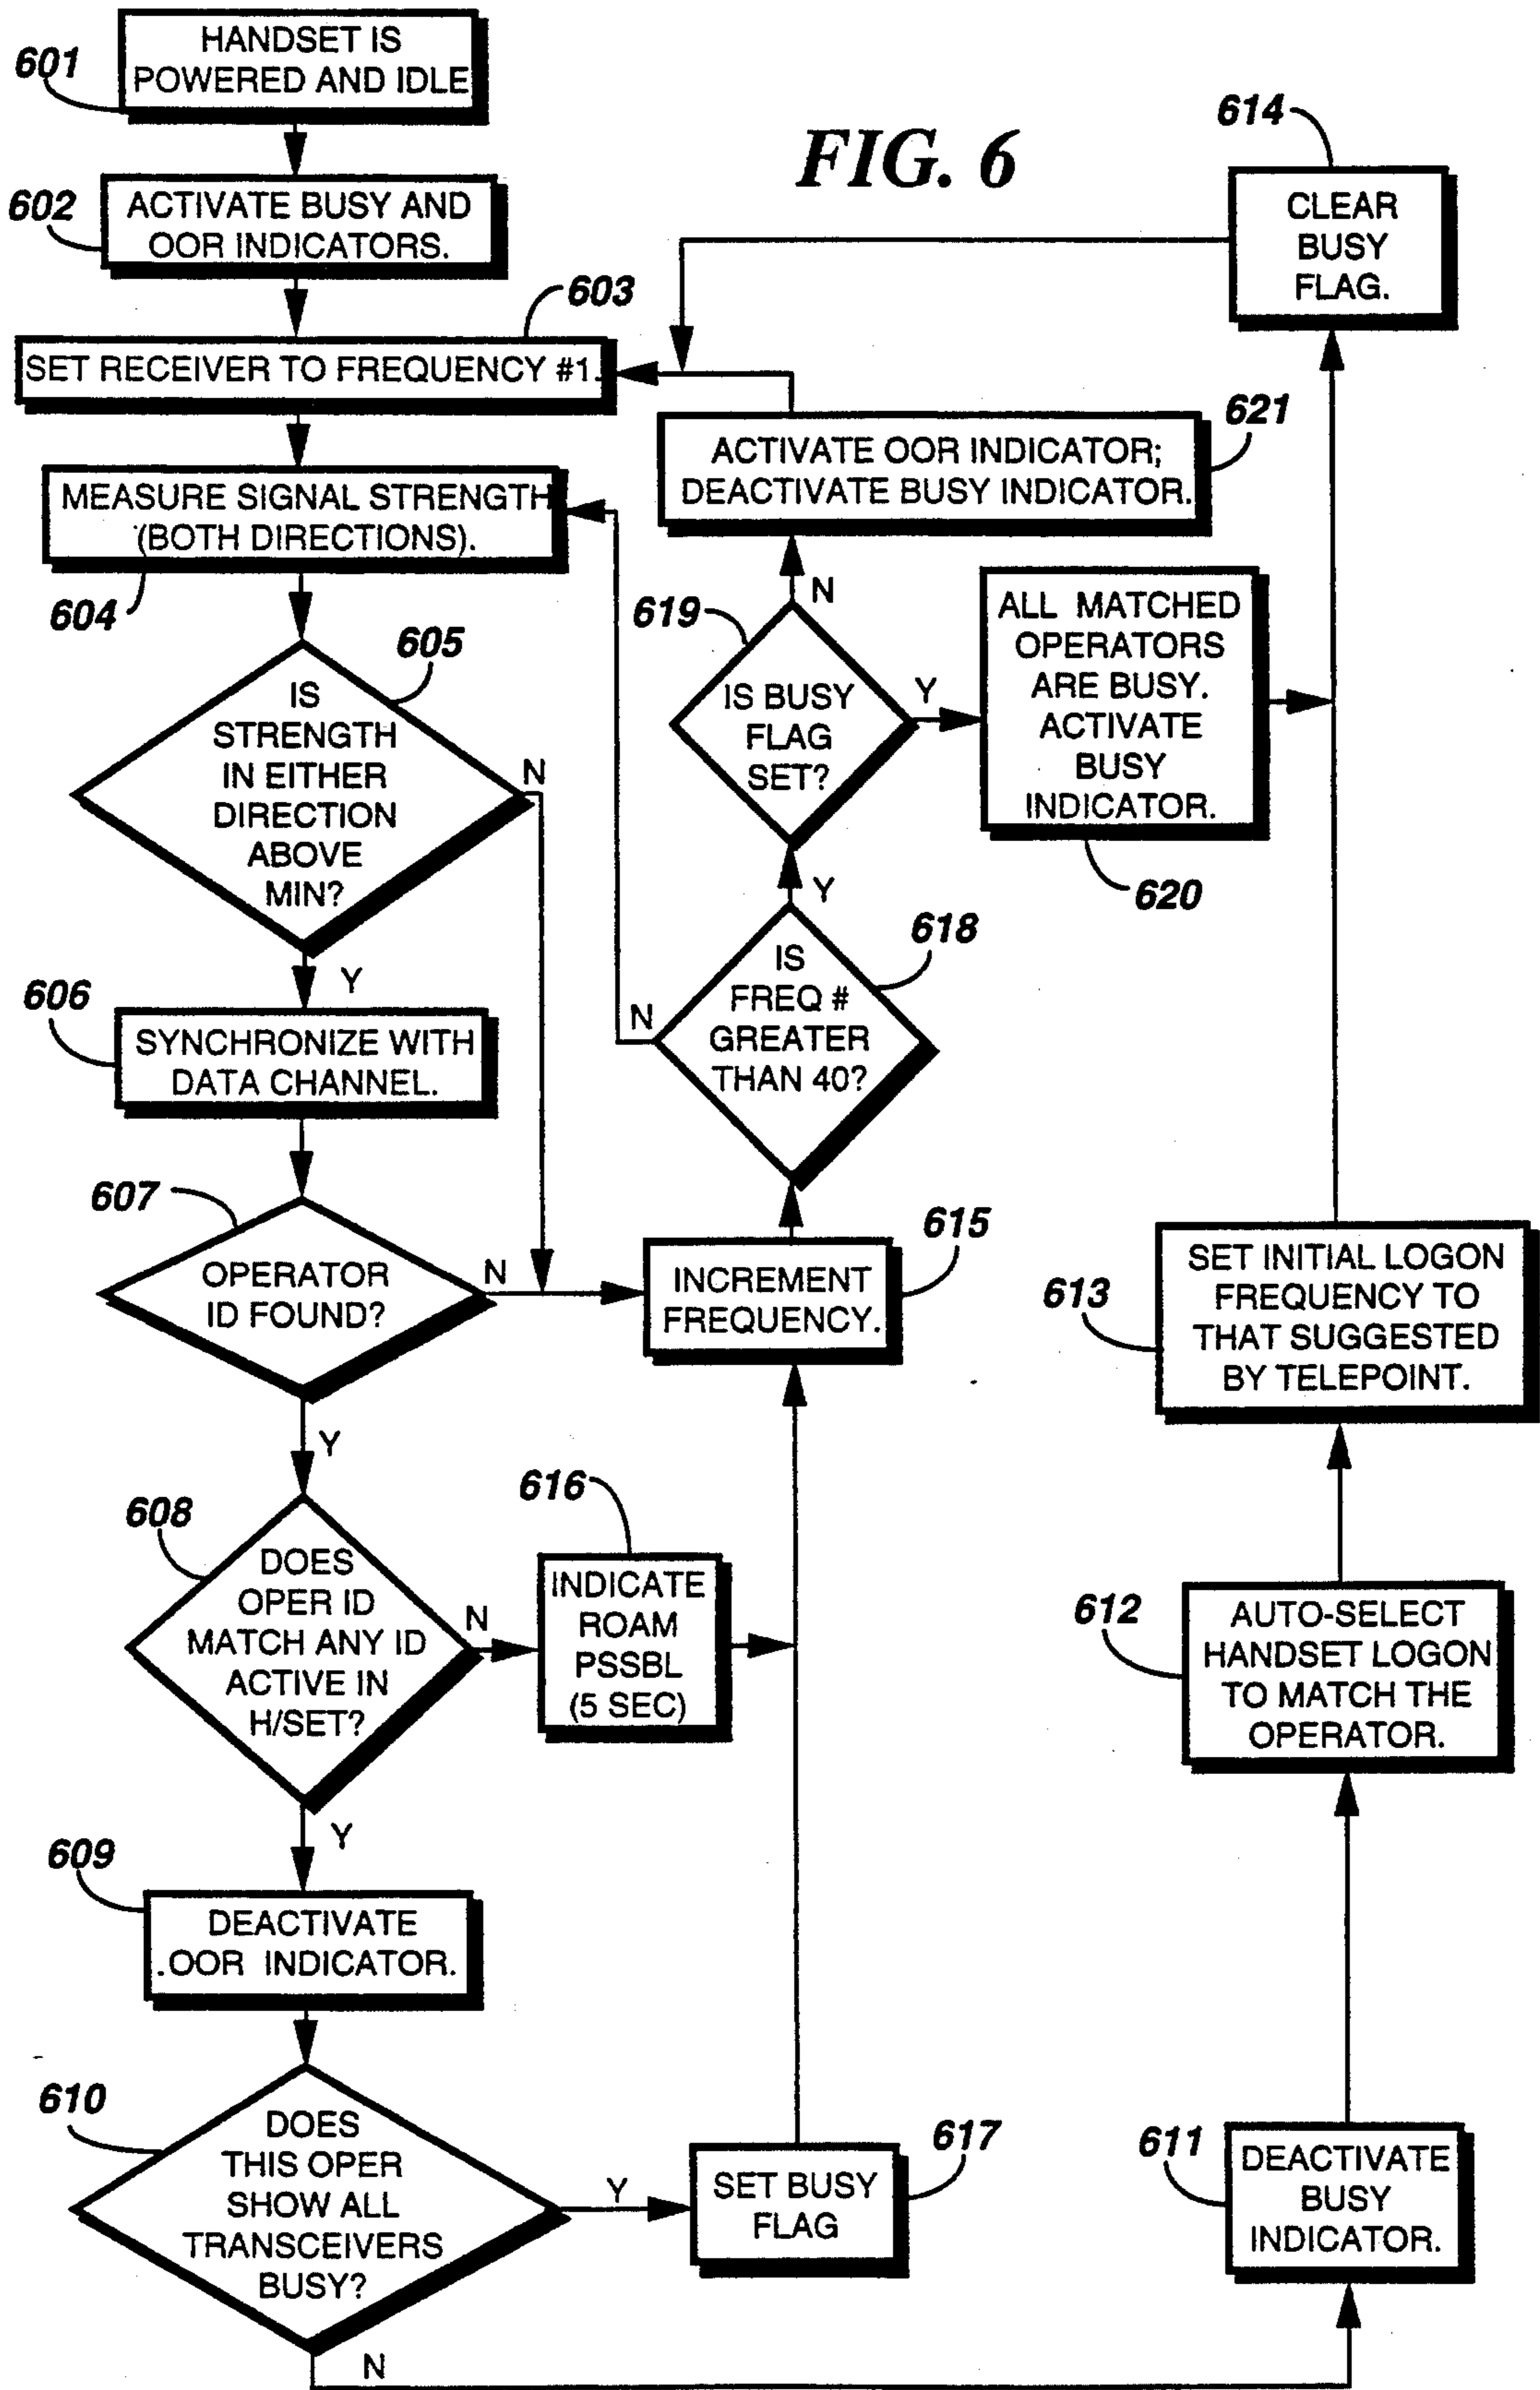 FIG. 6
601
HANDSET IS
POWERED AND IDLE
602
ACTIVATE BUSY AND
OOR INDICATORS.
603
SET RECEIVER TO FREQUENCY #1.
604
MEASURE SIGNAL STRENGTH
(BOTH DIRECTIONS).
605
IS
STRENGTH
IN EITHER
DIRECTION
ABOVE
MIN?
N
Y
606
SYNCHRONIZE WITH
DATA CHANNEL.
607
OPERATOR
ID FOUND?
N
Y
608
DOES
OPER ID
MATCH ANY ID
ACTIVE IN
H/SET?
N
Y
616
INDICATE
ROAM
PSSBL
(5 SEC)
609
DEACTIVATE
.OOR INDICATOR.
610
DOES
THIS OPER
SHOW ALL
TRANSCEIVERS
BUSY?
Y
N
617
SET BUSY
FLAG
615
INCREMENT
FREQUENCY.
618
IS
FREQ #
GREATER
THAN 40?
N
Y
619
IS BUSY
FLAG
SET?
N
Y
621
ACTIVATE OOR INDICATOR;
DEACTIVATE BUSY INDICATOR.
620
ALL MATCHED
OPERATORS
ARE BUSY.
ACTIVATE
BUSY
INDICATOR.
614
CLEAR
BUSY
FLAG.
613
SET INITIAL LOGON
FREQUENCY TO
THAT SUGGESTED
BY TELEPOINT.
612
AUTO-SELECT
HANDSET LOGON
TO MATCH THE
OPERATOR.
611
DEACTIVATE
BUSY
INDICATOR.